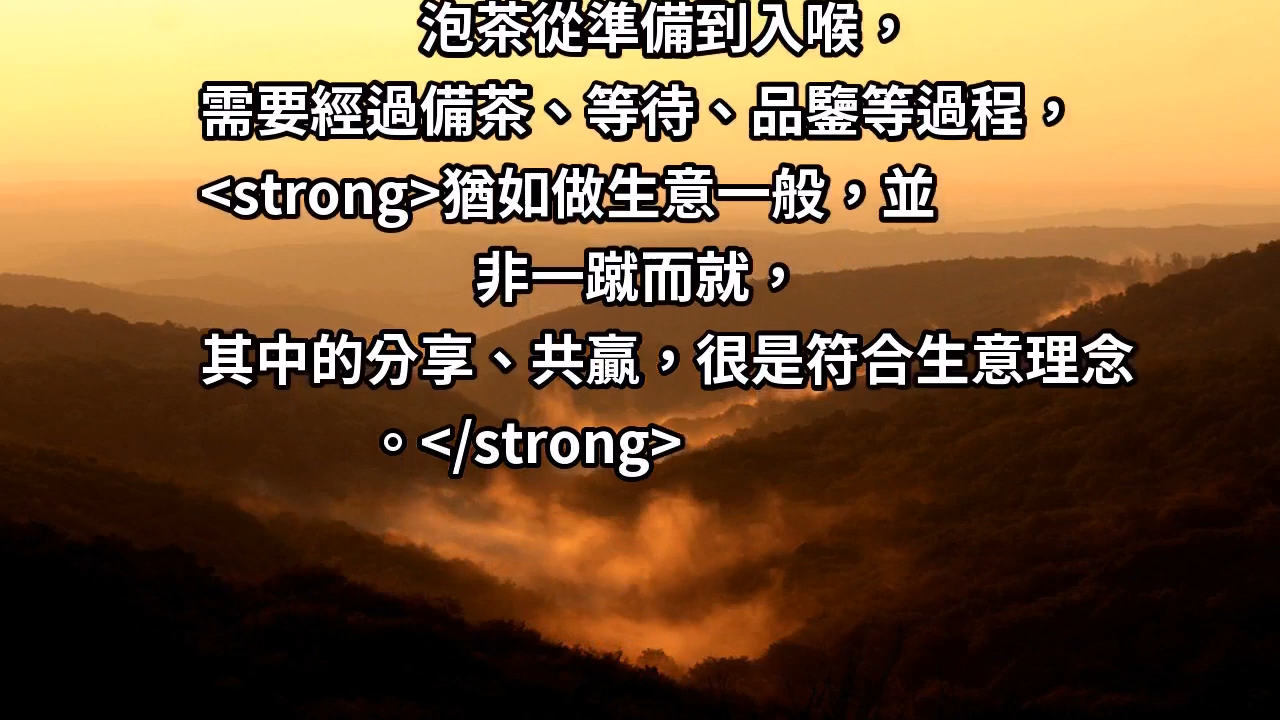 泡茶從準備到入喉，
需要經過備茶、等待、品鑒等過程，
<strong>猶如做生意一般，並
非一蹴而就，
其中的分享、共贏，很是符合生意理念
。</strong>